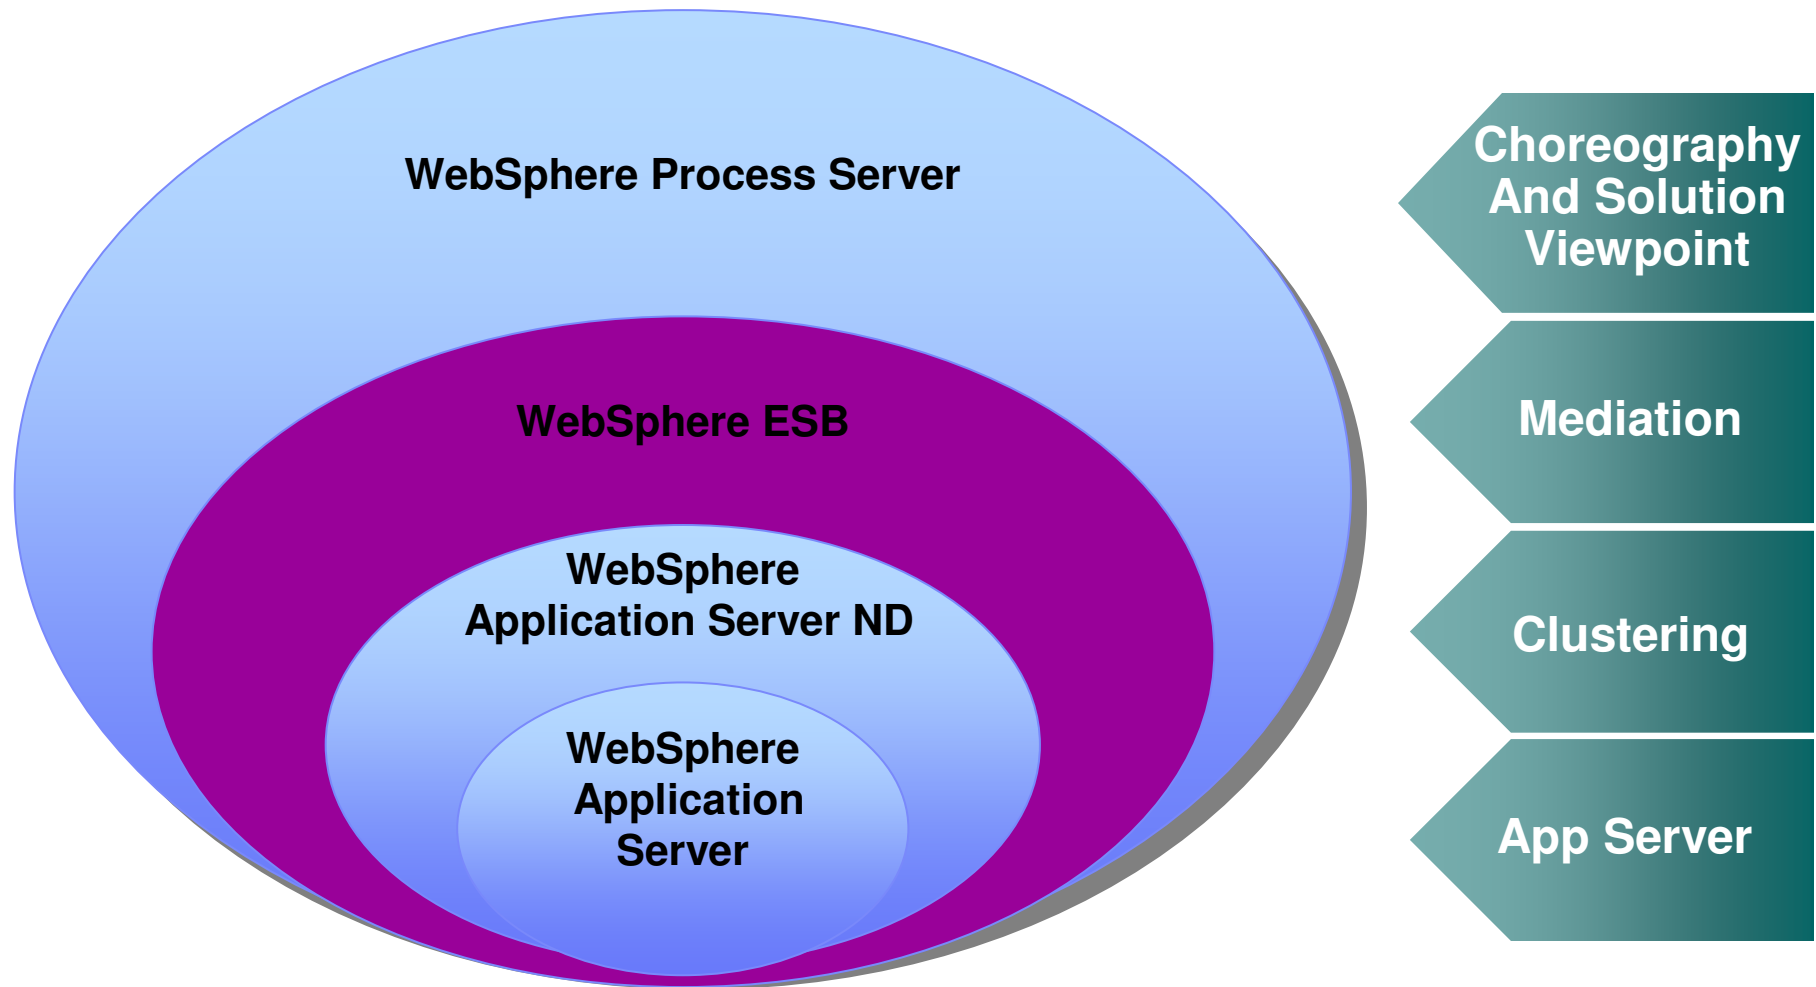 WebSphere Process Server
WebSphere ESB
WebSphere
Application Server ND
WebSphere
Application
Server
Choreography
And Solution
Viewpoint
Mediation
Clustering
App Server